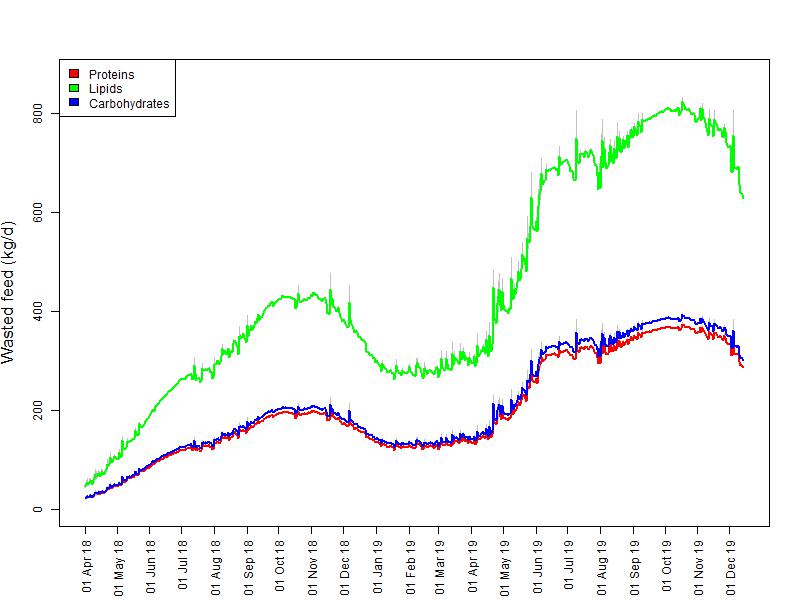 Proteins
Lipids
Carbohydrates
Wasted feed (kg/d)
800
600
400
200
0
01 Apr 18
01 May 18
01 Jun 18
01 Jul 18
01 Aug 18
01 Sep 18
01 Oct 18
01 Nov 18
01 Dec 18
01 Jan 19
01 Feb 19
01 Mar 19
01 Apr 19
01 May 19
01 Jun 19
01 Jul 19
01 Aug 19
01 Sep 19
01 Oct 19
01 Nov 19
01 Dec 19